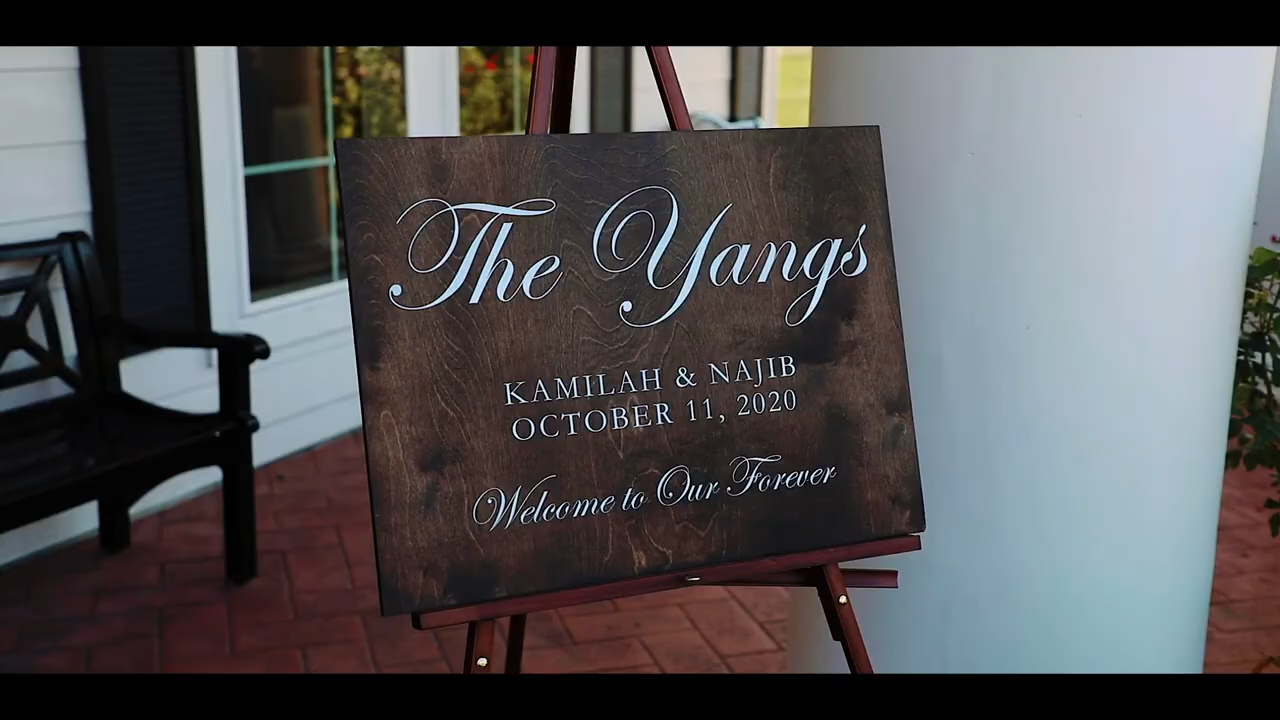 The Yangs
KAMILAH & NAJIB
OCTOBER 11, 2020
Welcome to Our Forever